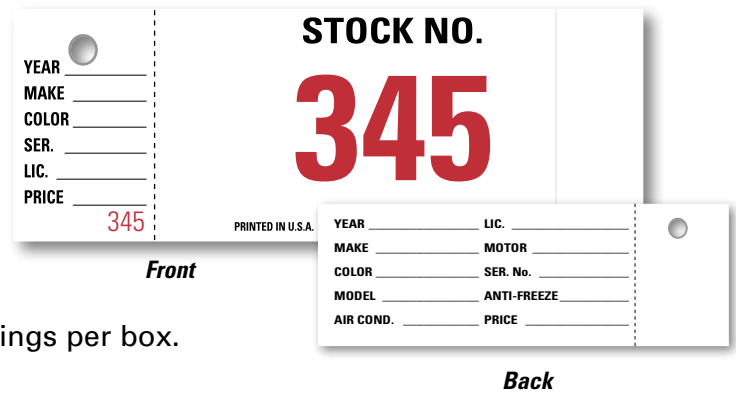 STOCK NO.
345
YEAR
MAKE
COLOR
SER.
LIC.
PRICE
345
PRINTED IN U.S.A.
Front
YEAR LIC.
MAKE MOTOR
COLOR SER. No.
MODEL ANTI-FREEZE
AIR COND. PRICE
ings per box.
Back